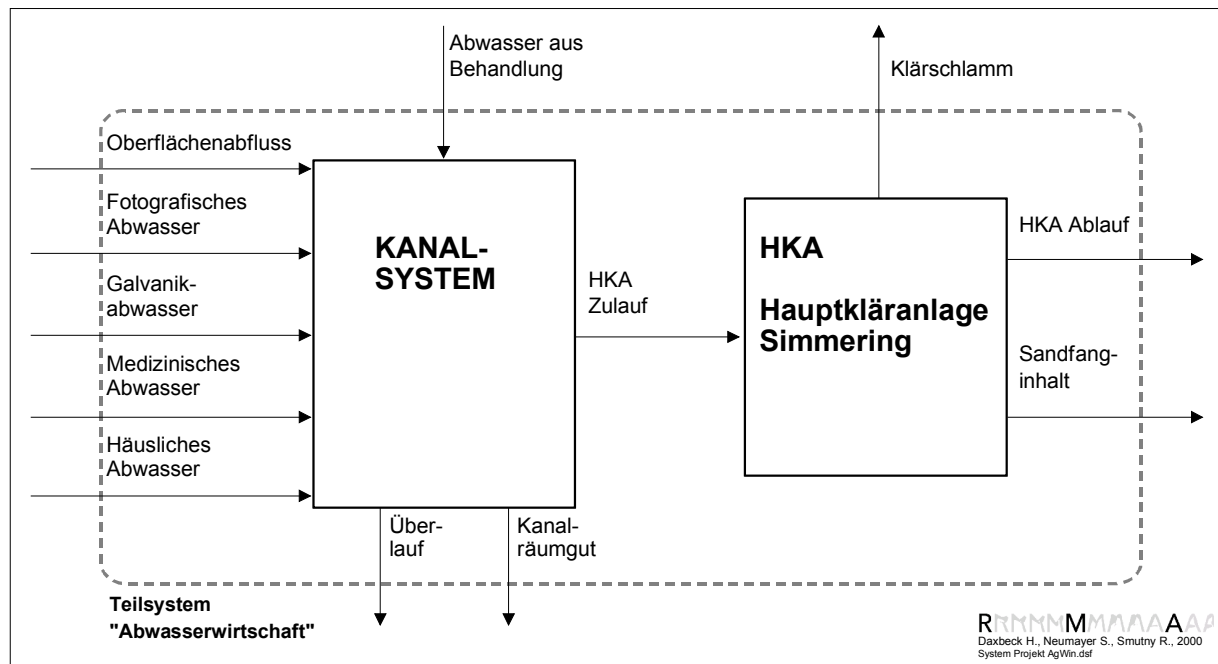 Abwasser aus
Behandlung
Klärschlamm
Oberflächenabfluss
Fotografisches
Abwasser
Galvanik-
abwasser
Medizinisches
Abwasser
Häusliches
Abwasser
KANAL-
SYSTEM
HKA
Zulauf
HKA
Hauptkläranlage
Simmering
HKA Ablauf
Sandfang-
inhalt
Über-
lauf
Kanal-
räumgut
Teilsystem
"Abwasserwirtschaft"
R M A
Daxbeck H., Neumayer S., Smutny R., 2000
System Projekt AgWin.dsf